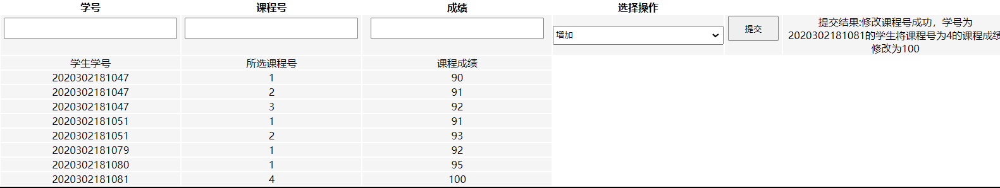 学号 课程号 成绩 选择操作
增加 提交 提交结果:修改课程号成功，学号为
2020302181081的学生将课程号为4的课程成绩
修改为100
学生学号 所选课程号 课程成绩
2020302181047 1 90
2020302181047 2 91
2020302181047 3 92
2020302181051 1 91
2020302181051 2 93
2020302181079 1 92
2020302181080 1 95
2020302181081 4 100